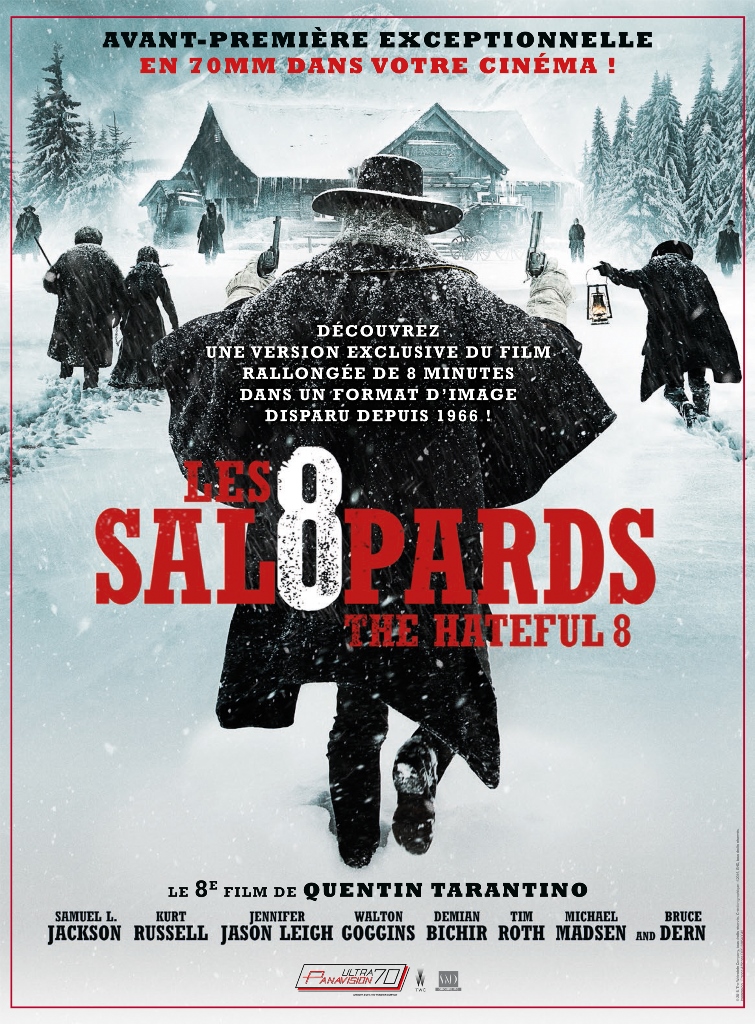 AVANT-PREMIÈRE EXCEPTIONNELLE
EN 70MM DANS VOTRE CINÉMA !
DÉCOUVREZ
UNE VERSION EXCLUSIVE DU FILM
RALLONGÉE DE 8 MINUTES
DANS UN FORMAT D'IMAGE
DISPARU DEPUIS 1966 !
LES
SAL8PARDS
THE HATEFUL 8
LE 8E FILM DE QUENTIN TARANTINO
SAMUEL L. JACKSON KURT RUSSELL JENNIFER JASON LEIGH WALTON GOGGINS DEMIAN BICHIR TIM ROTH MICHAEL MADSEN AND BRUCE DERN
ULTRA PANAVISION 70 TWC SND